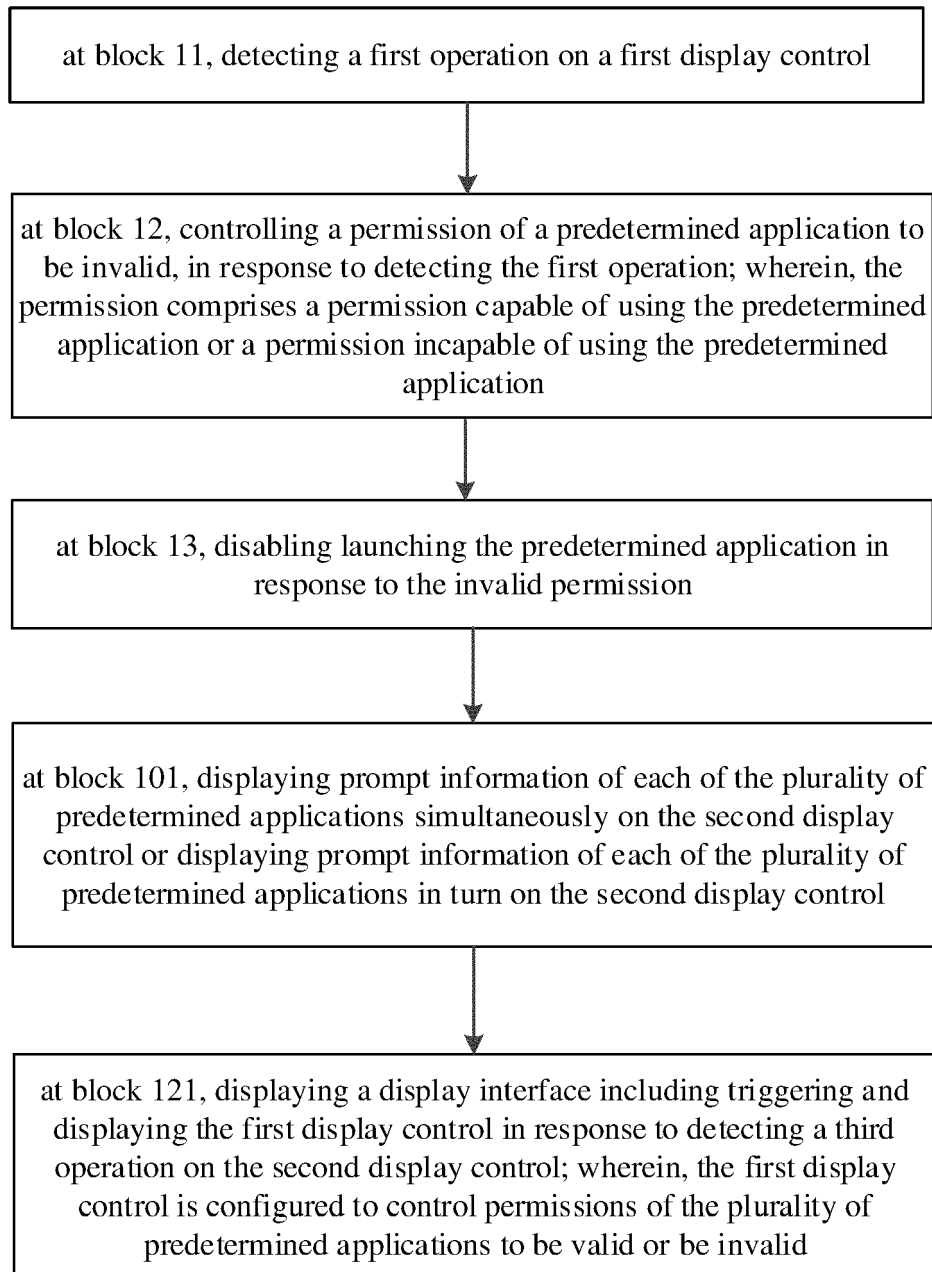 at block 11, detecting a first operation on a first display control
at block 12, controlling a permission of a predetermined application to
be invalid, in response to detecting the first operation; wherein, the
permission comprises a permission capable of using the predetermined
application or a permission incapable of using the predetermined
application
at block 13, disabling launching the predetermined application in
response to the invalid permission
at block 101, displaying prompt information of each of the plurality of
predetermined applications simultaneously on the second display
control or displaying prompt information of each of the plurality of
predetermined applications in turn on the second display control
at block 121, displaying a display interface including triggering and
displaying the first display control in response to detecting a third
operation on the second display control; wherein, the first display
control is configured to control permissions of the plurality of
predetermined applications to be valid or be invalid